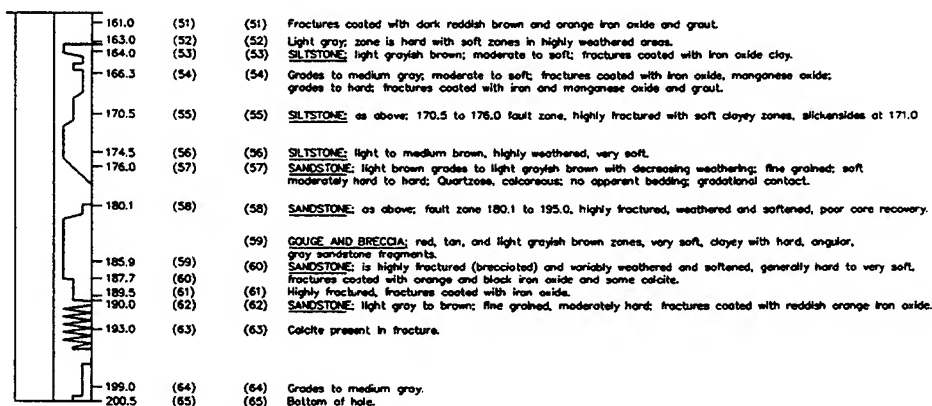 161.0 (51) (51) Fractures coated with dark reddish brown and orange iron oxide and grout.
163.0 (52) (52) Light gray; zone is hard with soft zones in highly weathered areas.
164.0 (53) (53) SILTSTONE; light grayish brown; moderate to soft; fractures coated with iron oxide clay.
166.3 (54) (54) Grades to medium gray; moderate to soft; fractures coated with iron oxide, manganese oxide;
grades to hard; fractures coated with iron and manganese oxide and grout.
170.5 (55) (55) SILTSTONE; as above; 170.5 to 176.0 fault zone, highly fractured with soft clayey zones, slickensides at 171.0
174.5 (56) (56) SILTSTONE; light to medium brown, highly weathered, very soft.
176.0 (57) (57) SANDSTONE; light brown grades to light grayish brown with decreasing weathering; fine grained; soft
moderately hard to hard; Quartzose, calcareous; no apparent bedding; gradational contact.
180.1 (58) (58) SANDSTONE; as above; fault zone 180.1 to 195.0, highly fractured, weathered and softened, poor core recovery.
(59) GOUGE AND BRECCIA; red, tan, and light grayish brown zones, very soft, clayey with hard, angular,
gray sandstone fragments.
185.9 (59) (60) SANDSTONE; is highly fractured (brecciated) and variably weathered and softened, generally hard to very soft,
187.7 (60) fractures coated with orange and black iron oxide and some calcite.
189.5 (61) (61) Highly fractured, fractures coated with iron oxide.
190.0 (62) (62) SANDSTONE; light gray to brown; fine grained, moderately hard; fractures coated with reddish orange iron oxide.
193.0 (63) (63) Calcite present in fracture.
199.0 (64) (64) Grades to medium gray.
200.5 (65) (65) Bottom of hole.